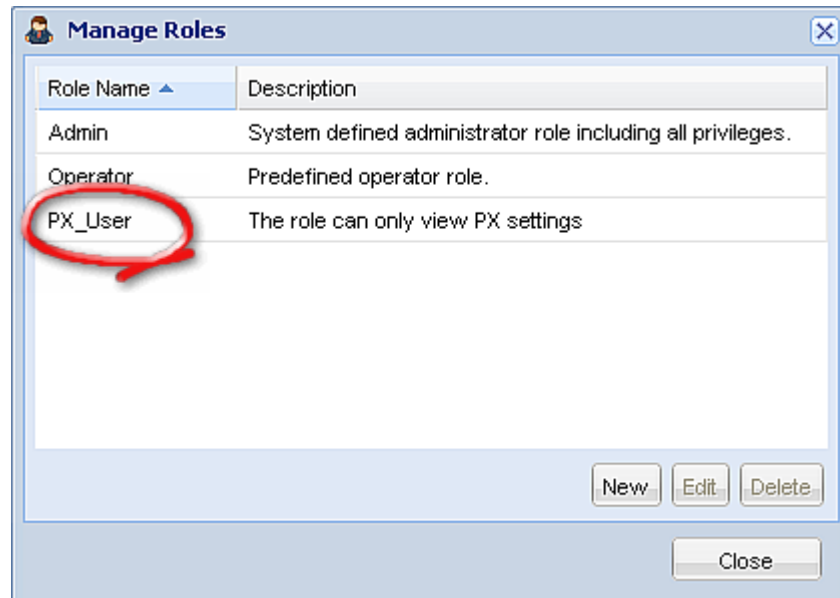 Manage Roles
Role Name Description
Admin System defined administrator role including all privileges.
Operator Predefined operator role.
PX_User The role can only view PX settings
New Edit Delete
Close